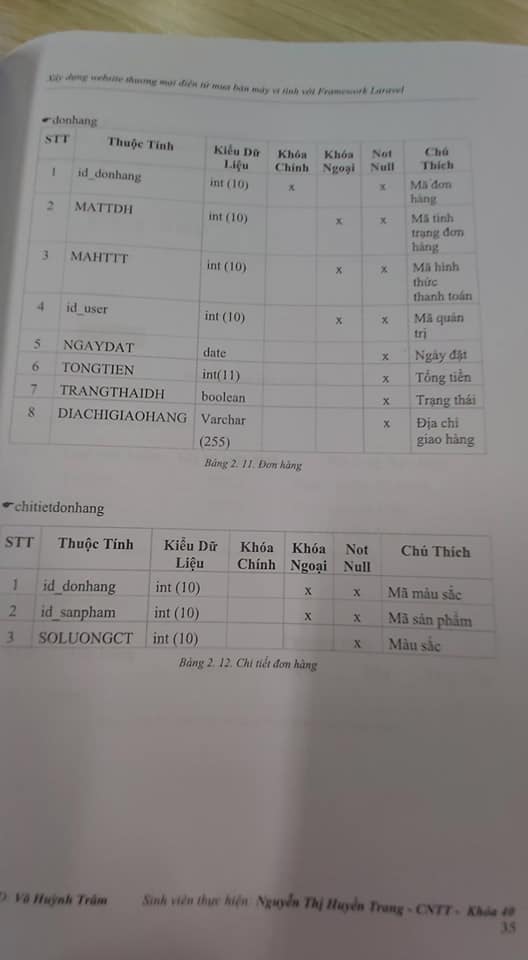 Xây dựng website thương mại điện tử mua bán máy vi tính với Framework Laravel
☛donhang
STT Thuộc Tính Kiểu Dữ Liệu Khóa Chính Khóa Ngoại Not Null Chú Thích
1 id_donhang int (10) x x Mã đơn hàng
2 MATTDH int (10) x x Mã tình trạng đơn hàng
3 MAHTTT int (10) x x Mã hình thức thanh toán
4 id_user int (10) x x Mã quản trị
5 NGAYDAT date x Ngày đặt
6 TONGTIEN int(11) x Tổng tiền
7 TRANGTHAIDH boolean x Trạng thái
8 DIACHIGIAOHANG Varchar (255) x Địa chỉ giao hàng
Bảng 2. 11. Đơn hàng
☛chitietdonhang
STT Thuộc Tính Kiểu Dữ Liệu Khóa Chính Khóa Ngoại Not Null Chú Thích
1 id_donhang int (10) x x Mã màu sắc
2 id_sanpham int (10) x x Mã sản phẩm
3 SOLUONGCT int (10) x Màu sắc
Bảng 2. 12. Chi tiết đơn hàng
D: Võ Huỳnh Trâm Sinh viên thực hiện: Nguyễn Thị Huyền Trang - CNTT - Khóa 40
35